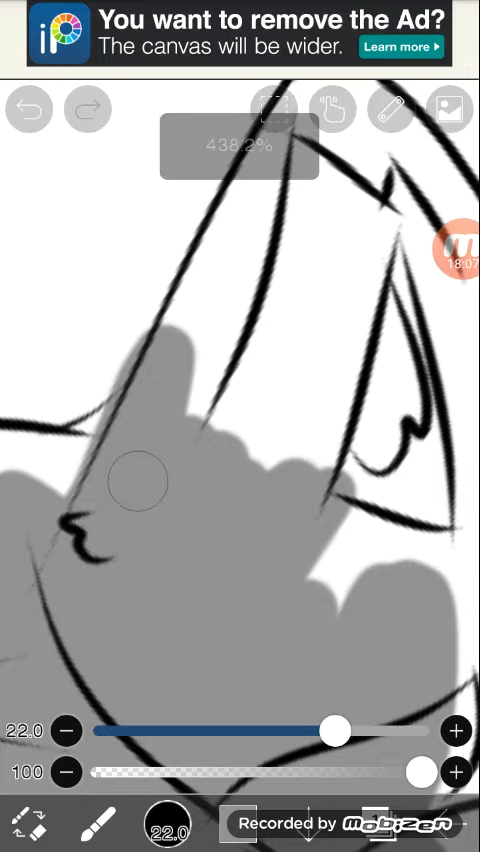 You want to remove the Ad?
The canvas will be wider.
Learn more
iP
438.2%
18:07
22.0
100
22.0
Recorded by mobizen